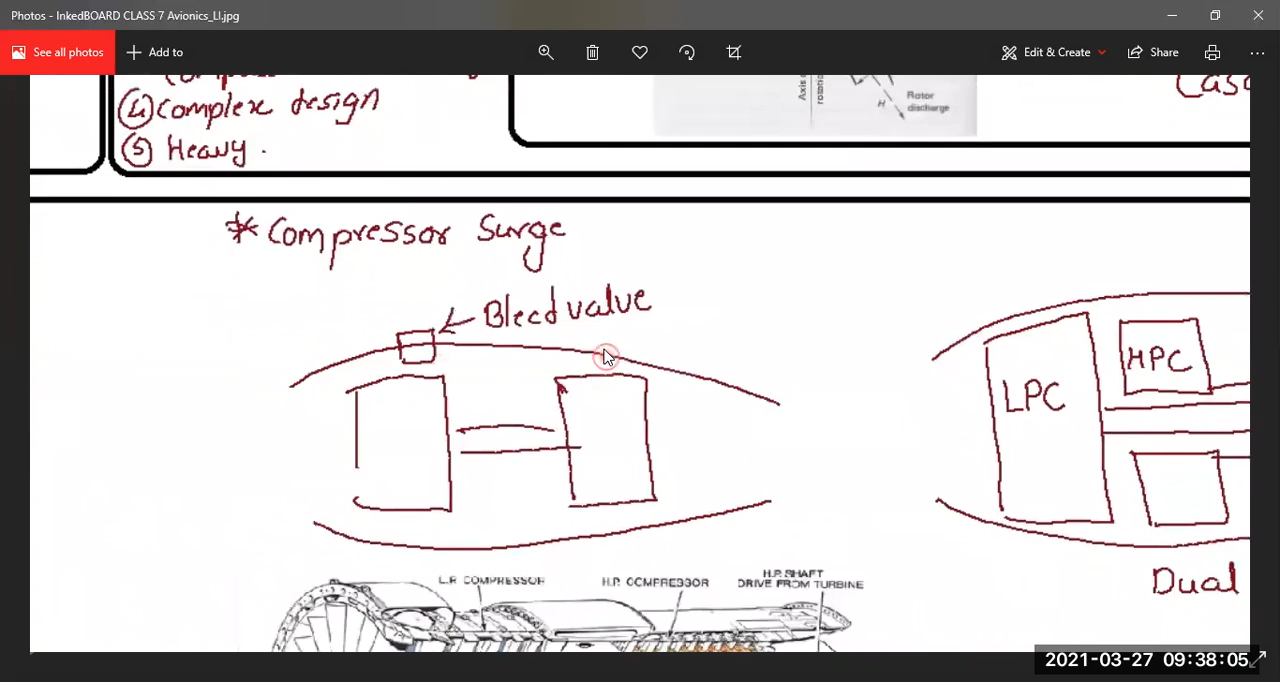 Photos - InkedBOARD CLASS 7 Avionics_LI.jpg
See all photos
Add to
Edit & Create
Share
④ complex design
⑤ Heavy .
Axis
Rotor
discharge
H
* Compressor Surge
Bleed valve
LPC
HPC
Dual
L.P. COMPRESSOR
H.P. COMPRESSOR
H.P. SHAFT
DRIVE FROM TURBINE
2021-03-27 09:38:05